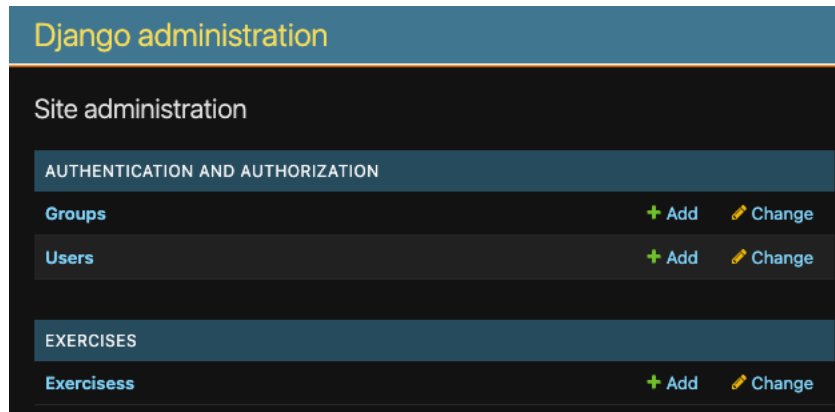 Django administration
Site administration
AUTHENTICATION AND AUTHORIZATION
Groups Add Change
Users Add Change
EXERCISES
Exercisess Add Change